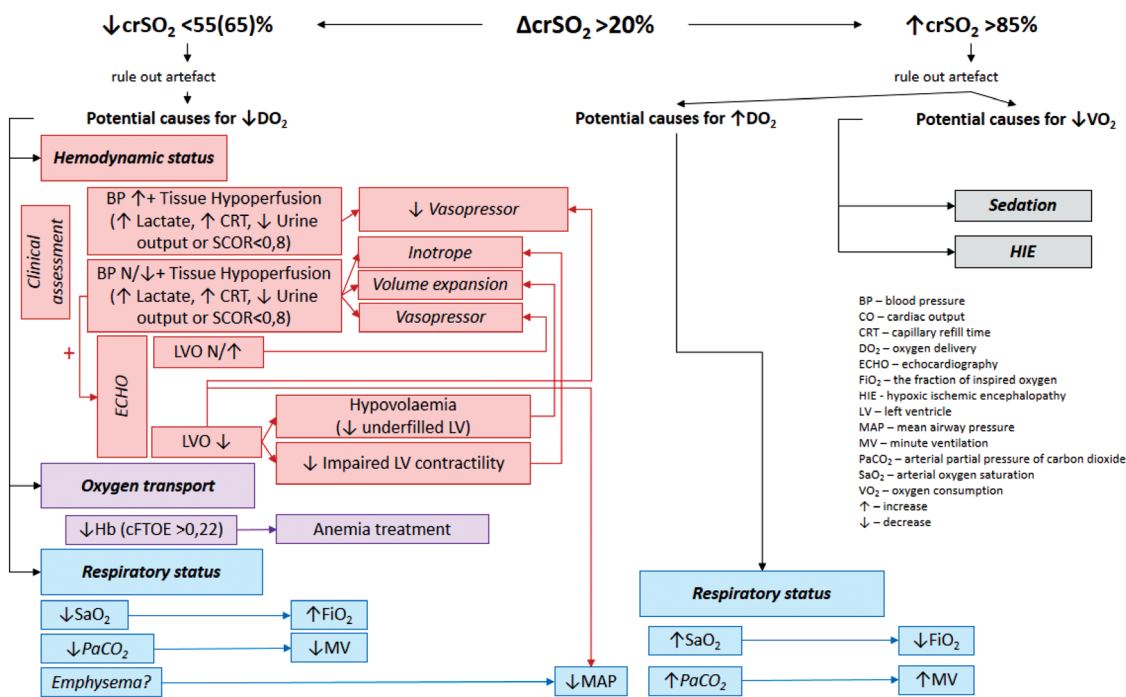 ↓crSO₂ <55(65)%
ΔcrSO₂ >20%
↑crSO₂ >85%
rule out artefact
rule out artefact
Potential causes for ↓DO₂
Potential causes for ↑DO₂
Potential causes for ↓VO₂
Hemodynamic status
Clinical
assessment
BP ↑+ Tissue Hypoperfusion
(↑ Lactate, ↑ CRT, ↓ Urine
output or SCOR<0,8)
↓ Vasopressor
BP N/↓+ Tissue Hypoperfusion
(↑ Lactate, ↑ CRT, ↓ Urine
output or SCOR<0,8)
Inotrope
Volume expansion
Vasopressor
+
ECHO
LVO N/↑
LVO ↓
Hypovolaemia
(↓ underfilled LV)
↓ Impaired LV contractility
Oxygen transport
↓Hb (cFTOE >0,22)
Anemia treatment
Respiratory status
↓SaO₂
↑FiO₂
↓PaCO₂
↓MV
Emphysema?
↓MAP
Sedation
HIE
BP – blood pressure
CO – cardiac output
CRT – capillary refill time
DO₂ – oxygen delivery
ECHO – echocardiography
FiO₂ – the fraction of inspired oxygen
HIE - hypoxic ischemic encephalopathy
LV – left ventricle
MAP – mean airway pressure
MV – minute ventilation
PaCO₂ – arterial partial pressure of carbon dioxide
SaO₂ – arterial oxygen saturation
VO₂ – oxygen consumption
↑ – increase
↓ – decrease
Respiratory status
↑SaO₂
↓FiO₂
↑PaCO₂
↑MV